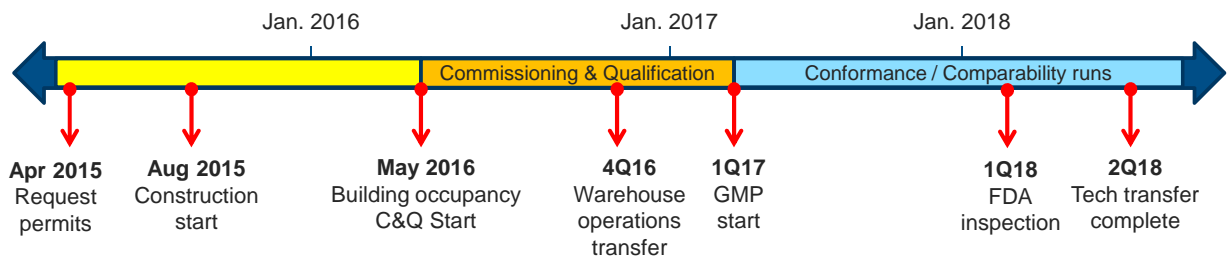 Jan. 2016
Jan. 2017
Jan. 2018
Commissioning & Qualification
Conformance / Comparability runs
Apr 2015
Request
permits
Aug 2015
Construction
start
May 2016
Building occupancy
C&Q Start
4Q16
Warehouse
operations
transfer
1Q17
GMP
start
1Q18
FDA
inspection
2Q18
Tech transfer
complete